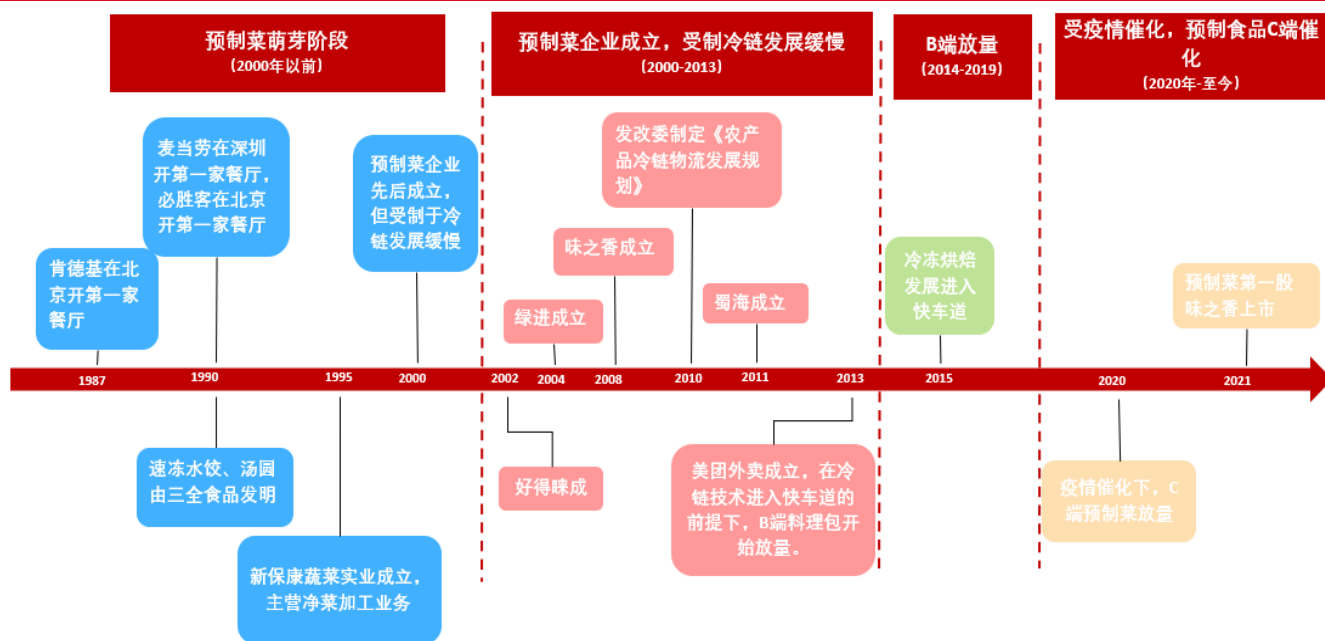 预制菜萌芽阶段
(2000年以前)
预制菜企业成立，受制冷链发展缓慢
(2000-2013)
B端放量
(2014-2019)
受疫情催化，预制食品C端催
化
(2020年-至今)
肯德基在北
京开第一家
餐厅
麦当劳在深圳
开第一家餐厅，
必胜客在北京
开第一家餐厅
预制菜企业
先后成立，
但受制于冷
链发展缓慢
绿进成立
味之香成立
发改委制定《农产
品冷链物流发展规
划》
蜀海成立
冷冻烘焙
发展进入
快车道
预制菜第一股
味之香上市
1987
1990
1995
2000
2002
2004
2008
2010
2011
2013
2015
2020
2021
速冻水饺、汤圆
由三全食品发明
新保康蔬菜实业成立，
主营净菜加工业务
好得睐成
美团外卖成立，在冷
链技术进入快车道的
前提下，B端料理包开
始放量。
疫情催化下，C
端预制菜放量